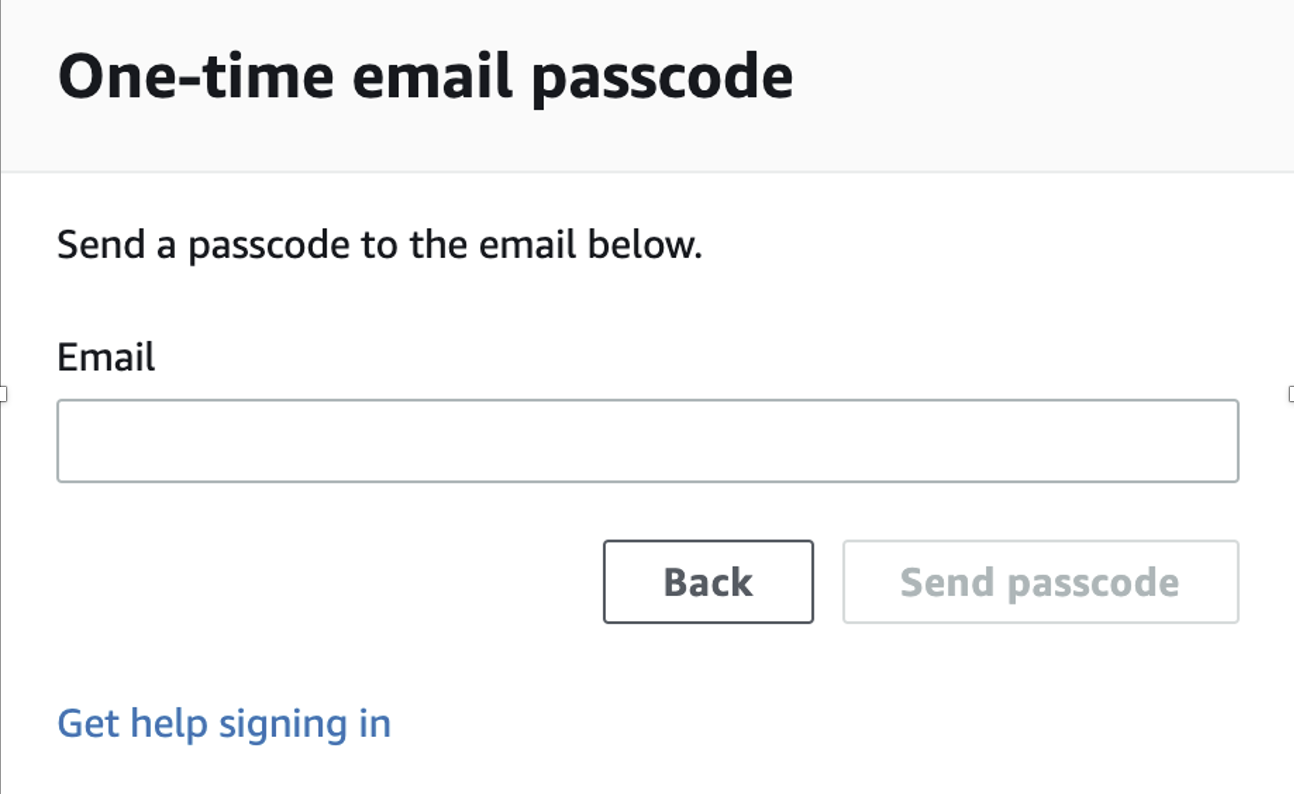 One-time email passcode
Send a passcode to the email below.
Email
Back
Send passcode
Get help signing in